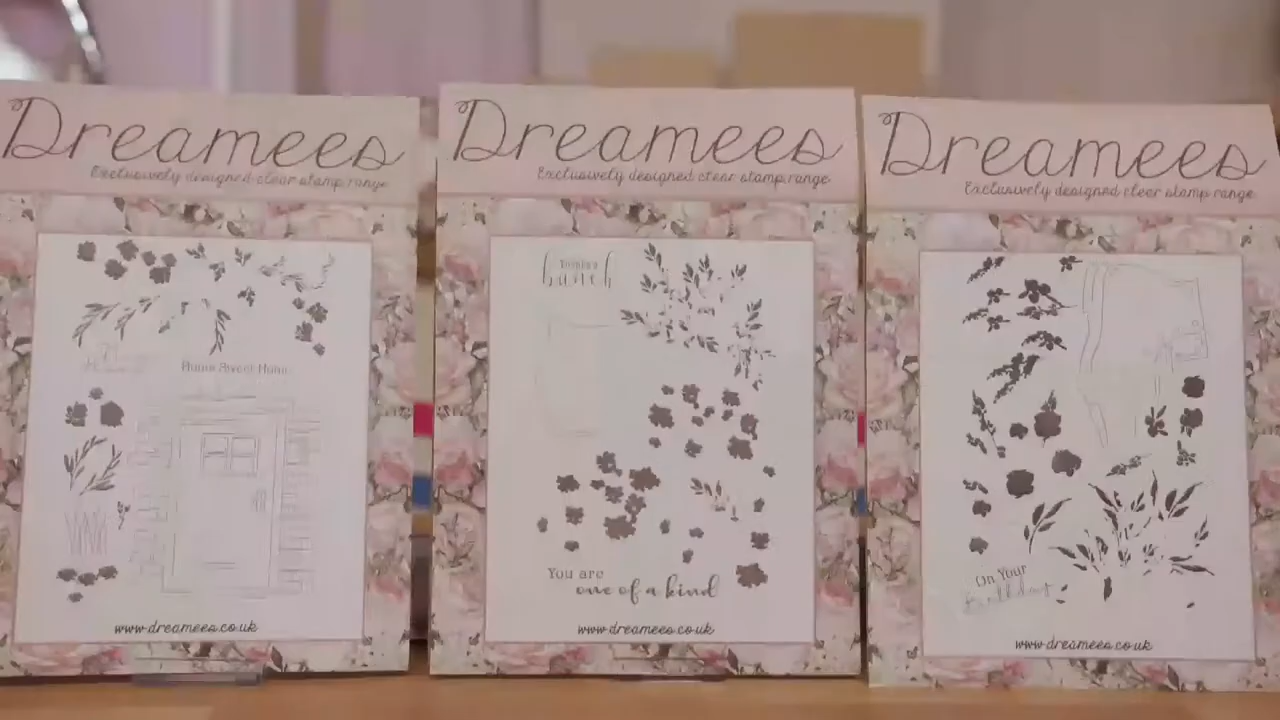 Dreamees
Exclusively designed clear stamp range
Home Sweet Home
www.dreamees.co.uk
Dreamees
Exclusively designed clear stamp range
bunch
You are
one of a kind
www.dreamees.co.uk
Dreamees
Exclusively designed clear stamp range
On Your
www.dreamees.co.uk